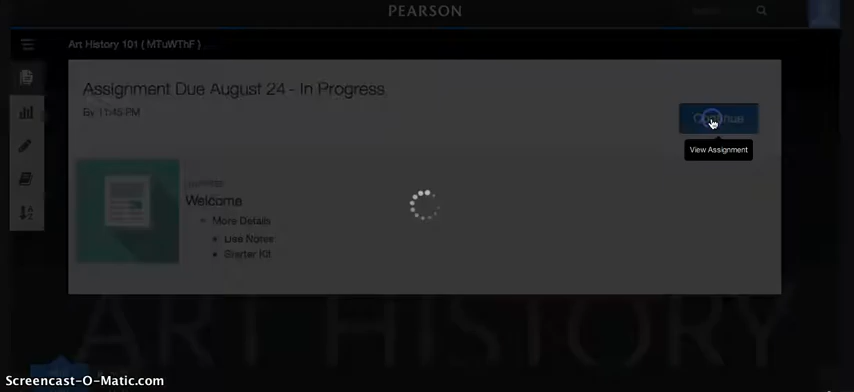 PEARSON
Art History 101 ( MTuWThF )
Assignment Due August 24 - In Progress
By 11:45 PM
Continue
View Assignment
Welcome
More Details
Use Notes
Starter Kit
ART HISTORY
Screencast-O-Matic.com